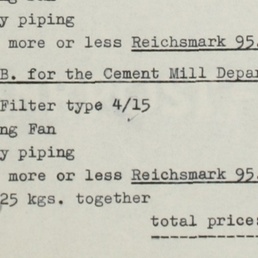 y piping
more or less Reichsmark 95.
B. for the Cement Mill Depar
Filter type 4/15
ng Fan
y piping
more or less Reichsmark 95.
25 kgs. together
total price: